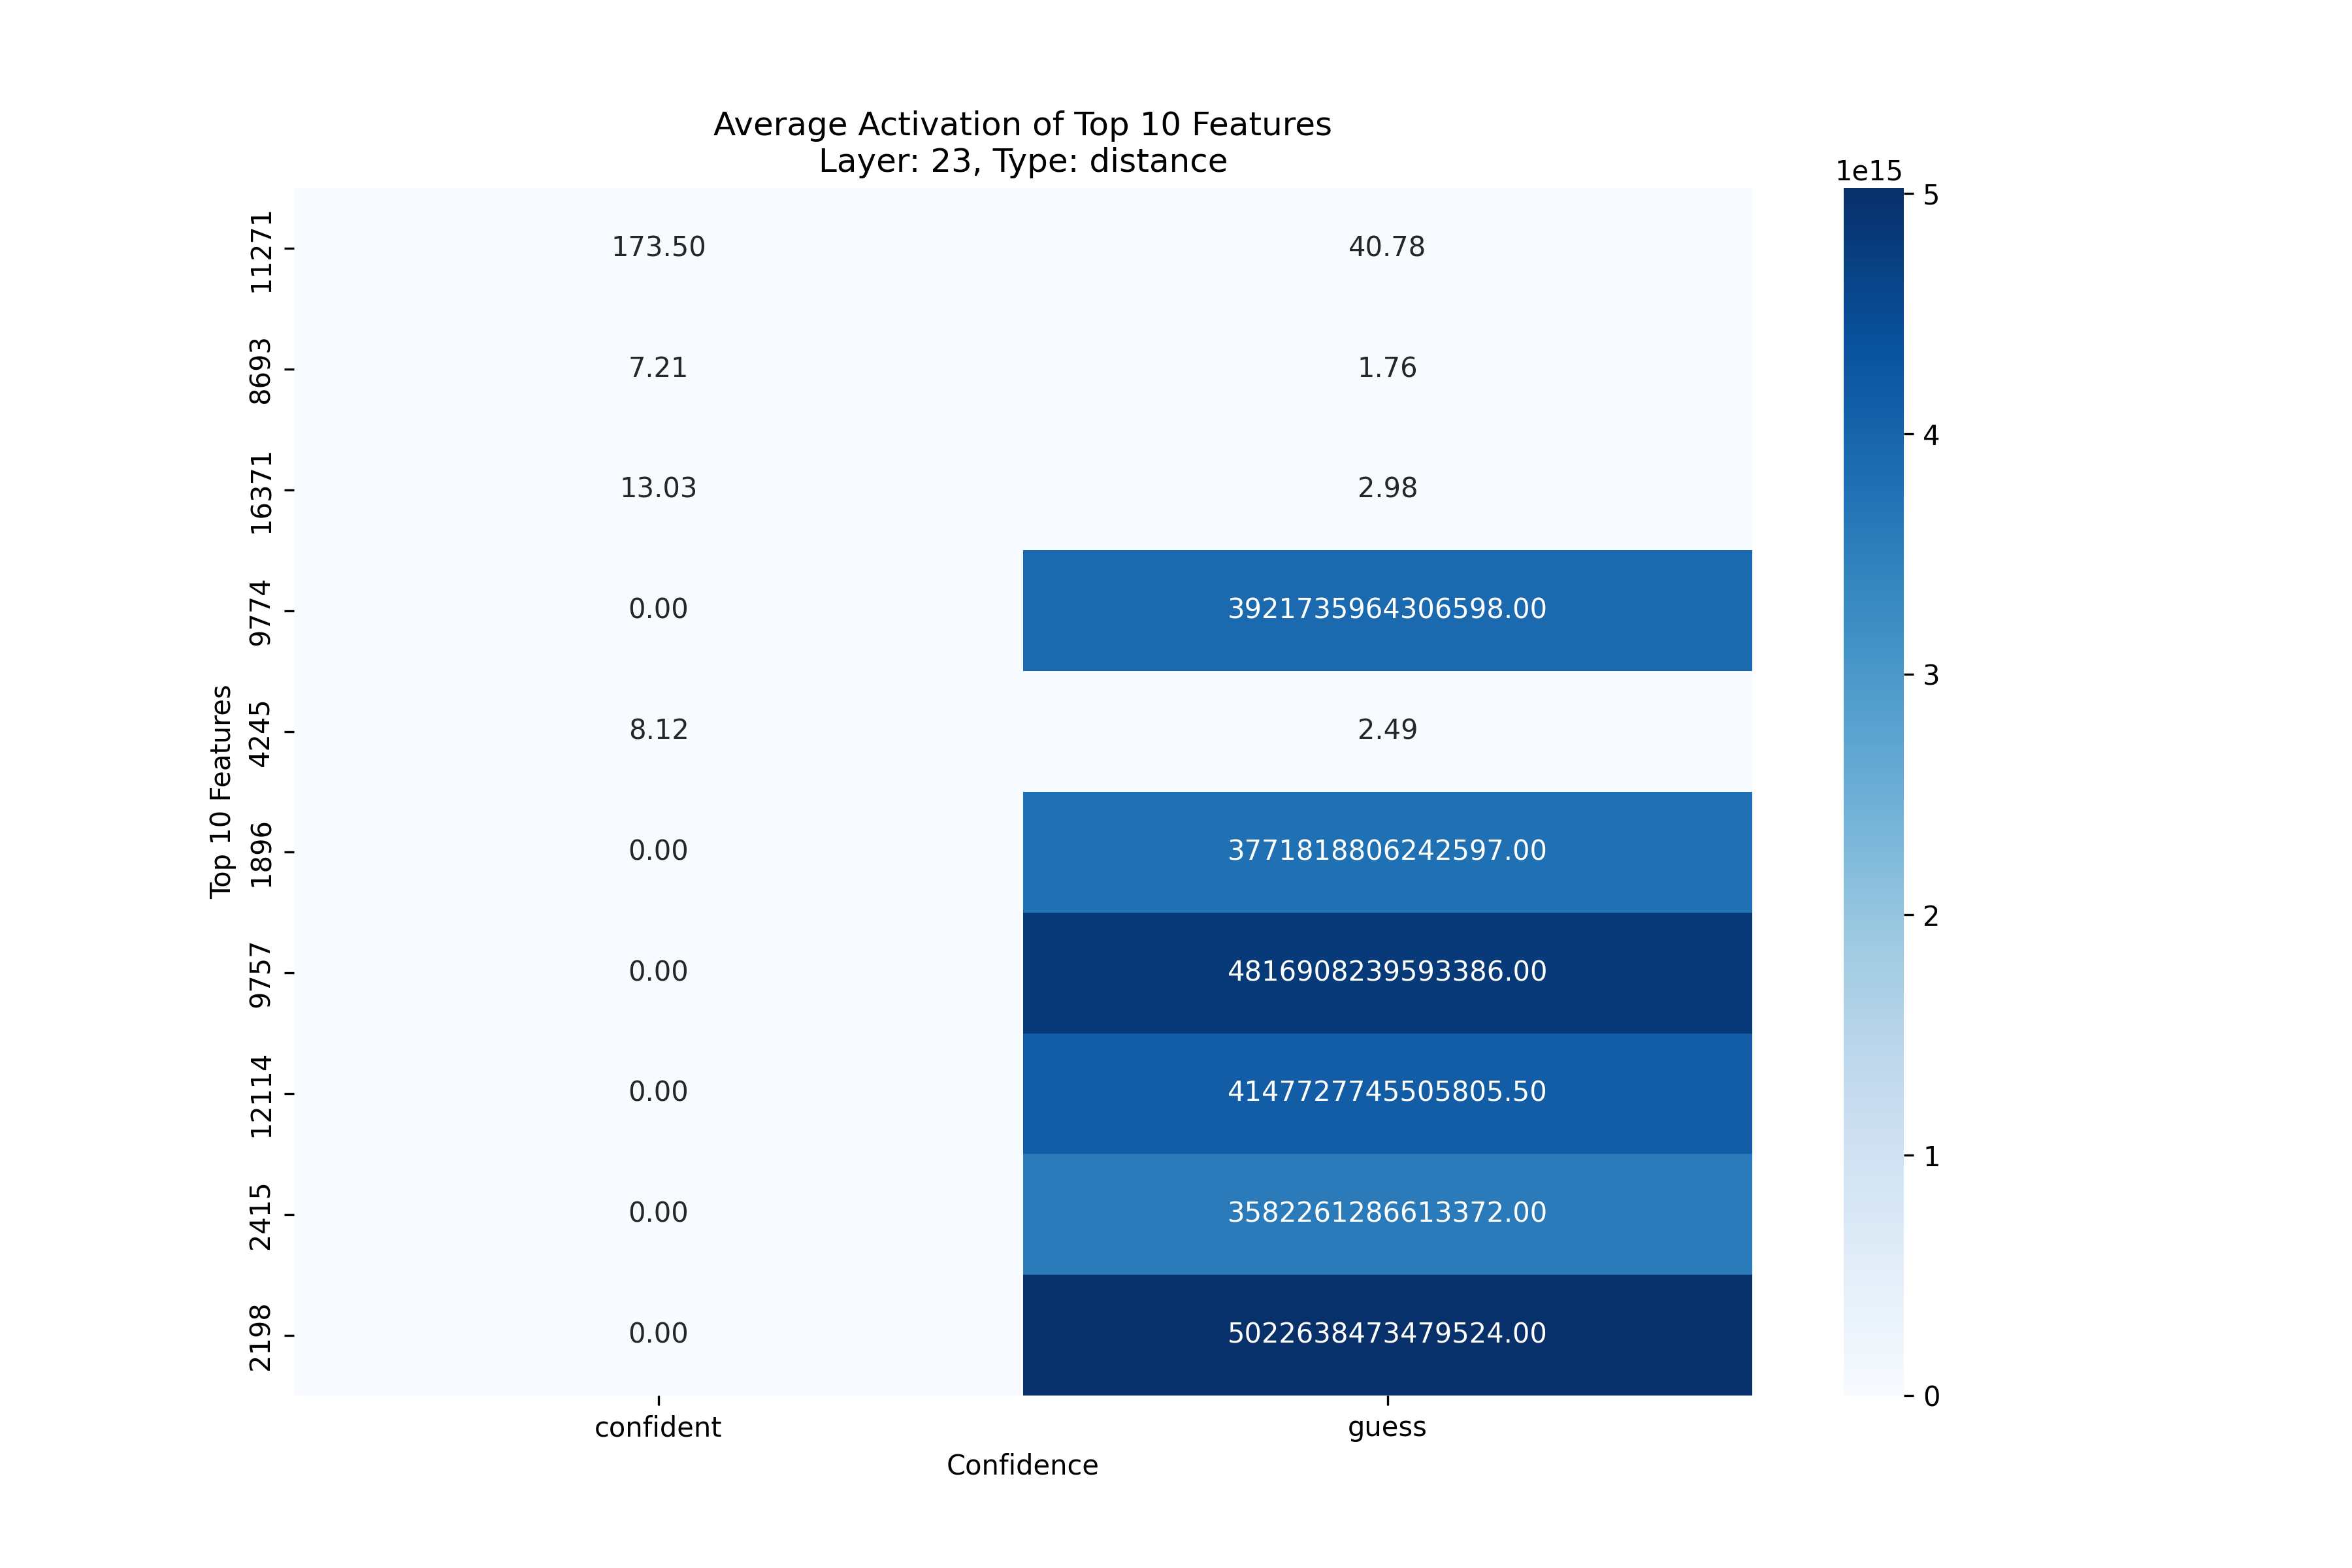 Average Activation of Top 10 Features
Layer: 23, Type: distance
1e15
11271 173.50 40.78
8693 7.21 1.76
16371 13.03 2.98
9774 0.00 3921735964306598.00
4245 8.12 2.49
1896 0.00 3771818806242597.00
9757 0.00 4816908239593386.00
12114 0.00 4147727745505805.50
2415 0.00 3582261286613372.00
2198 0.00 5022638473479524.00
Top 10 Features
confident guess
Confidence
5
4
3
2
1
0